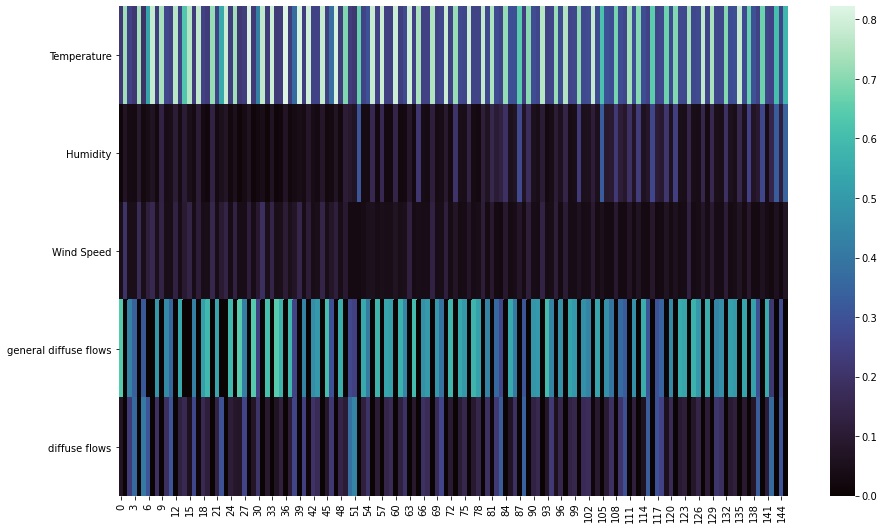 Temperature
Humidity
Wind Speed
general diffuse flows
diffuse flows
0 3 6 9 12 15 18 21 24 27 30 33 36 39 42 45 48 51 54 57 60 63 66 69 72 75 78 81 84 87 90 93 96 99 102 105 108 111 114 117 120 123 126 129 132 135 138 141 144
0.8
0.7
0.6
0.5
0.4
0.3
0.2
0.1
0.0